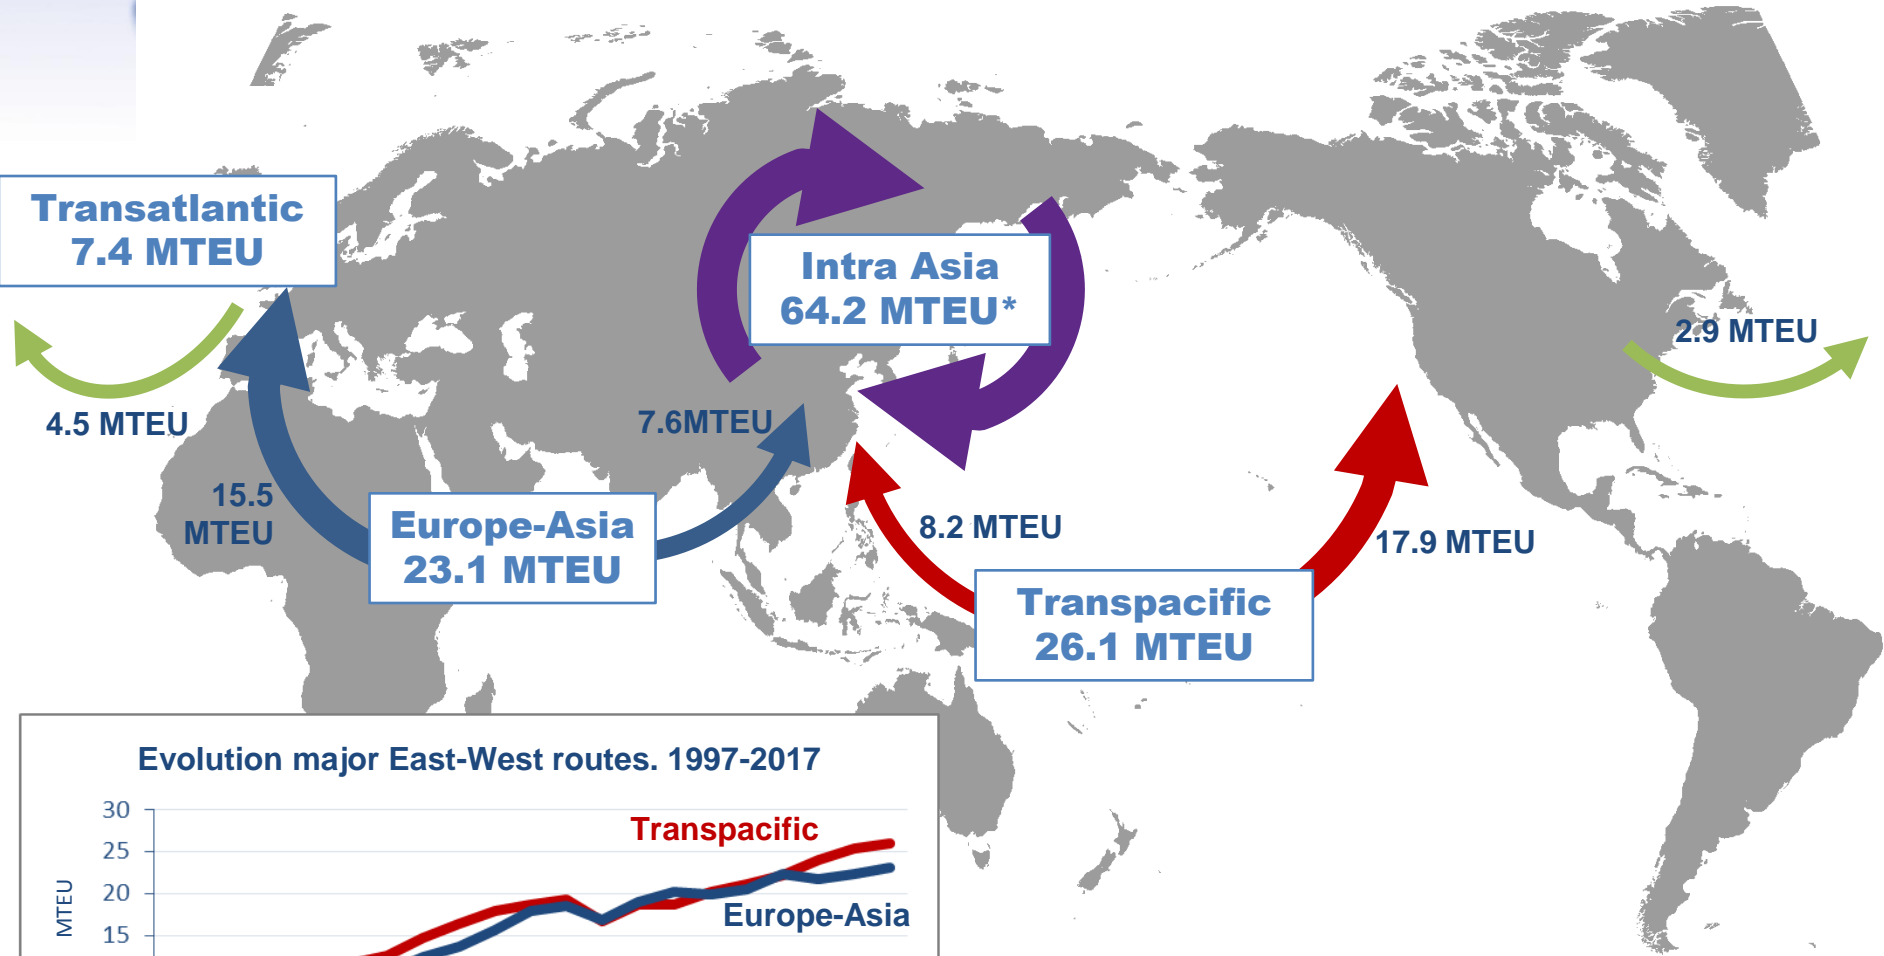 Transatlantic
7.4 MTEU
Intra Asia
64.2 MTEU*
2.9 MTEU
4.5 MTEU
7.6MTEU
15.5
MTEU
Europe-Asia
23.1 MTEU
8.2 MTEU
17.9 MTEU
Transpacific
26.1 MTEU
Evolution major East-West routes. 1997-2017
30
25
20
15
MTEU
Transpacific
Europe-Asia